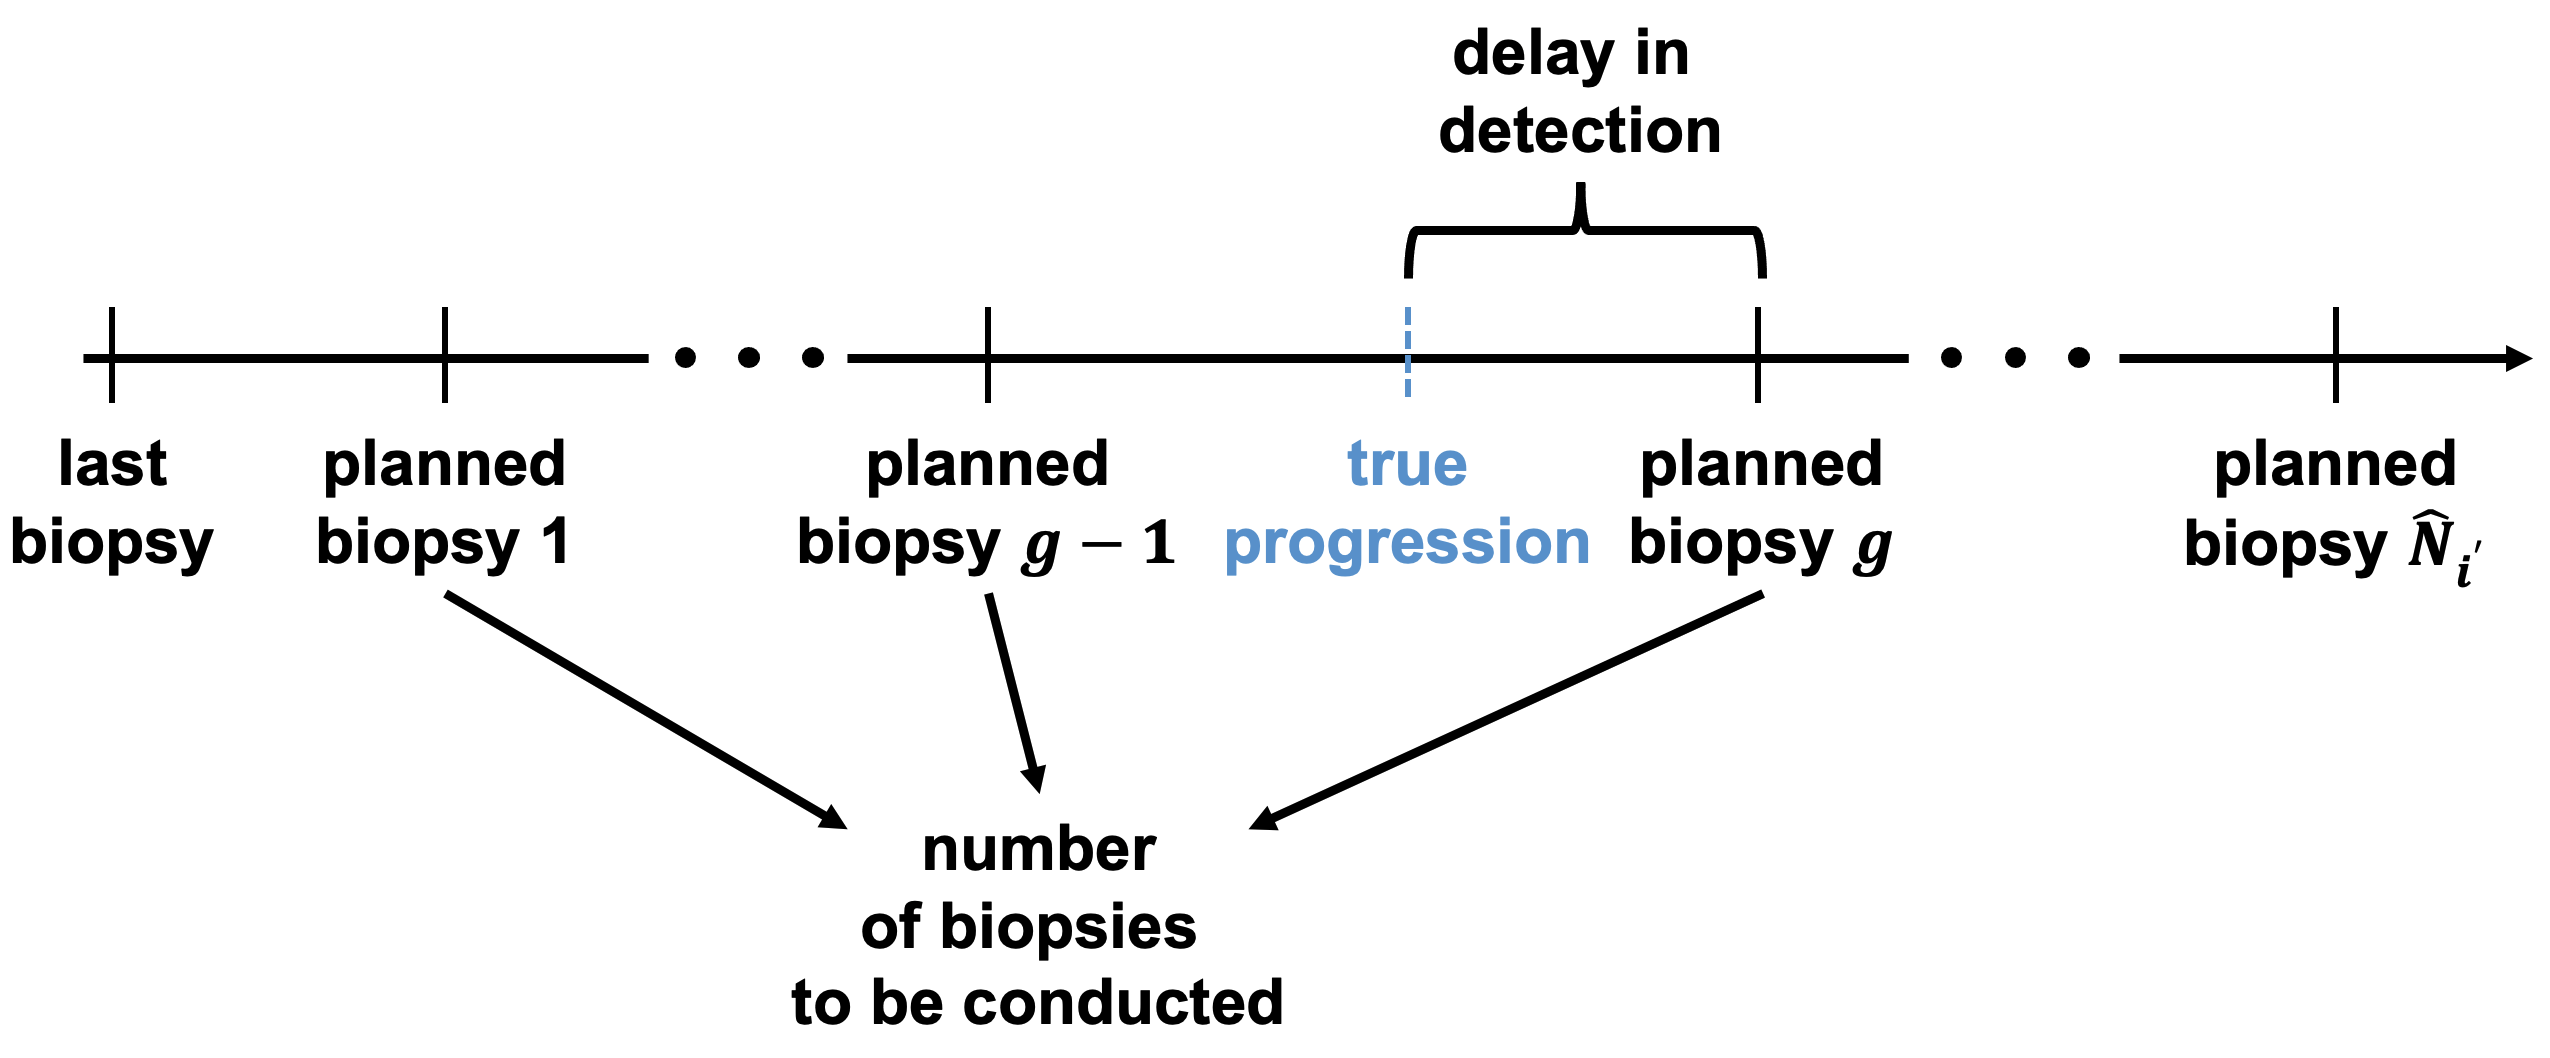 delay in
detection
last
biopsy
planned
biopsy 1
planned
biopsy g − 1
true
progression
planned
biopsy g
planned
biopsy N̂ᵢ′
number
of biopsies
to be conducted